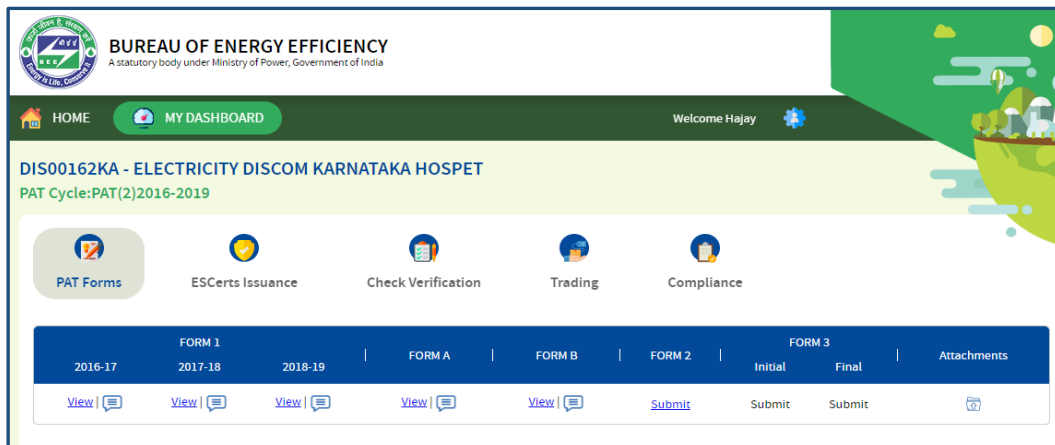 BUREAU OF ENERGY EFFICIENCY
A statutory body under Ministry of Power, Government of India
BEE
HOME
MY DASHBOARD
Welcome Hajay
DIS00162KA - ELECTRICITY DISCOM KARNATAKA HOSPET
PAT Cycle:PAT(2)2016-2019
PAT Forms
ESCerts Issuance
Check Verification
Trading
Compliance
FORM 1
2016-17
2017-18
2018-19
FORM A
FORM B
FORM 2
FORM 3
Initial
Final
Attachments
View |
View |
View |
View |
View |
Submit
Submit
Submit